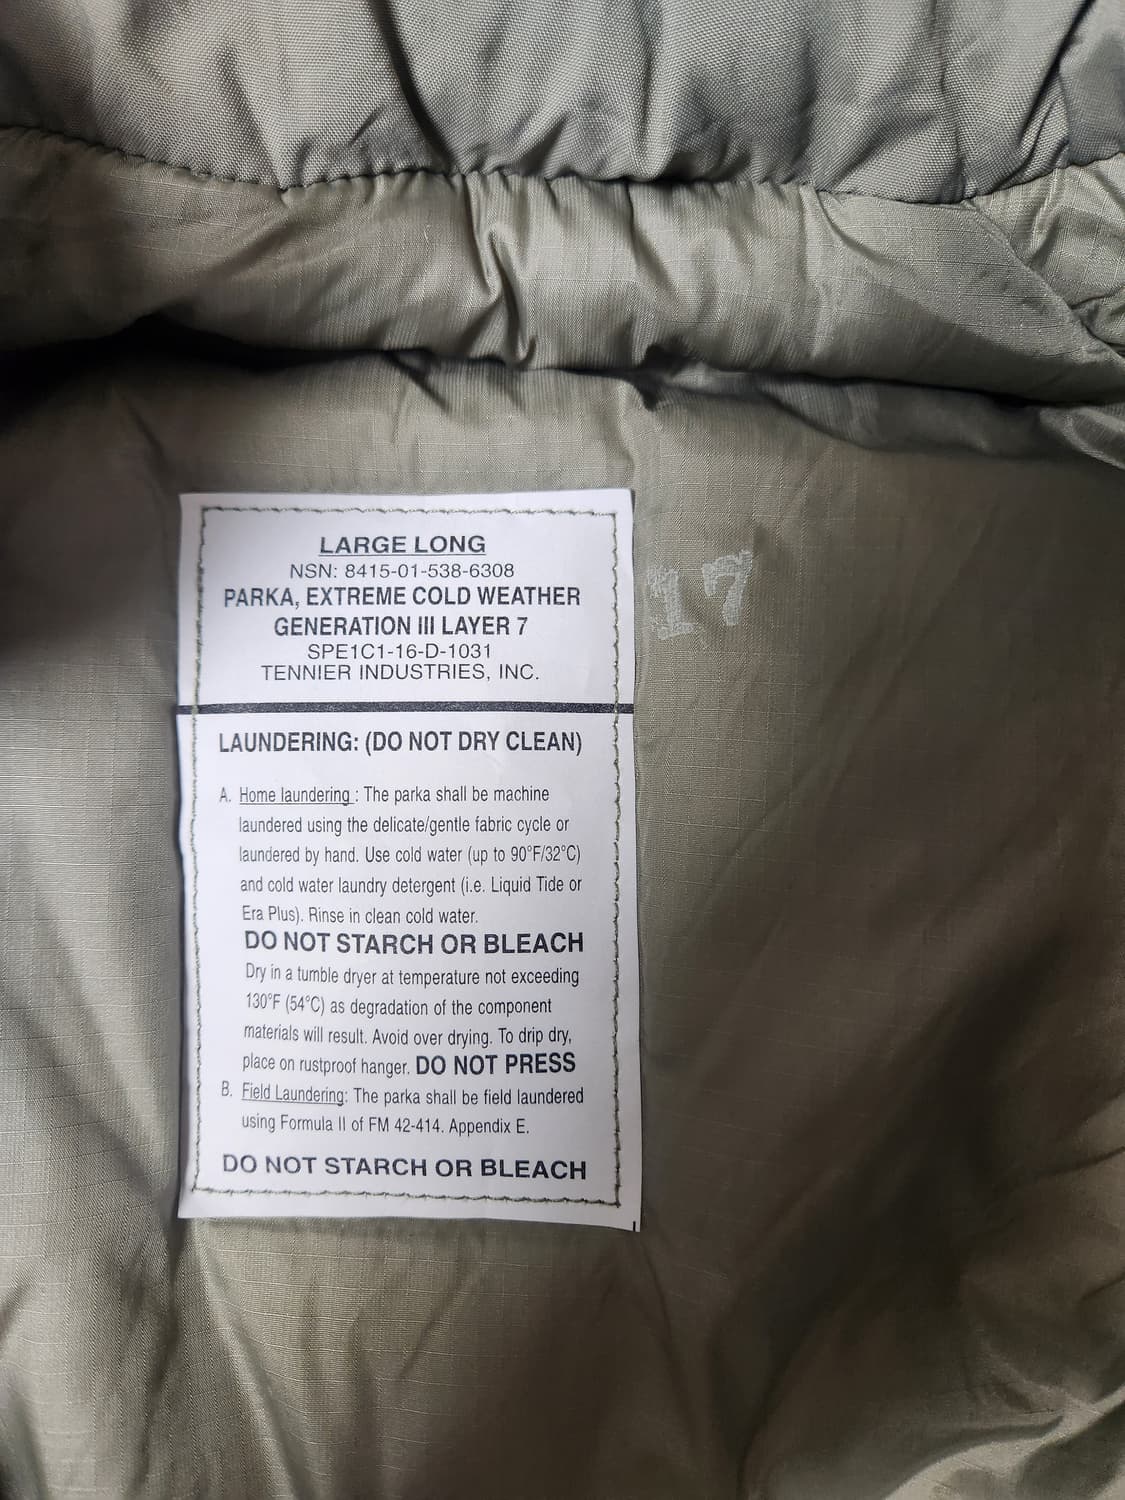 LARGE LONG
NSN: 8415-01-538-6308
PARKA, EXTREME COLD WEATHER
GENERATION III LAYER 7
SPE1C1-16-D-1031
TENNIER INDUSTRIES, INC.
17
LAUNDERING: (DO NOT DRY CLEAN)
A. Home laundering : The parka shall be machine
laundered using the delicate/gentle fabric cycle or
laundered by hand. Use cold water (up to 90°F/32°C)
and cold water laundry detergent (i.e. Liquid Tide or
Era Plus). Rinse in clean cold water.
DO NOT STARCH OR BLEACH
Dry in a tumble dryer at temperature not exceeding
130°F (54°C) as degradation of the component
materials will result. Avoid over drying. To drip dry,
place on rustproof hanger. DO NOT PRESS
B. Field Laundering: The parka shall be field laundered
using Formula II of FM 42-414. Appendix E.
DO NOT STARCH OR BLEACH